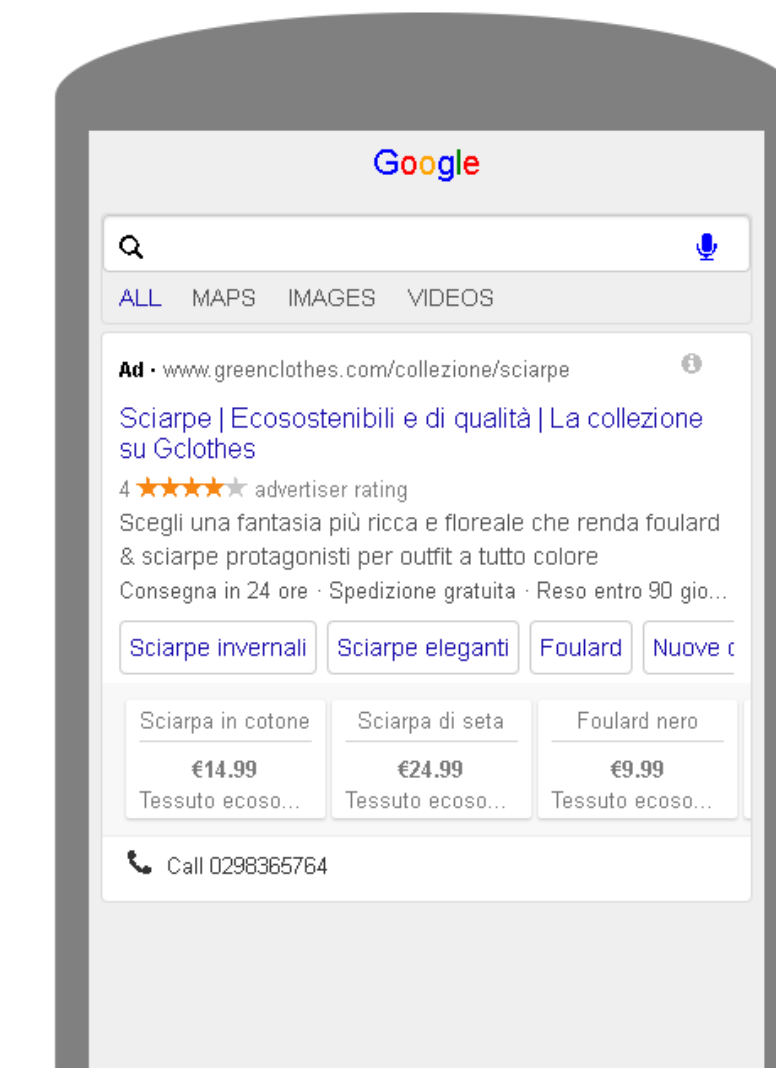 Google
ALL MAPS IMAGES VIDEOS
Ad · www.greenclothes.com/collezione/sciarpe
Sciarpe | Ecosostenibili e di qualità | La collezione
su Gclothes
4 advertiser rating
Scegli una fantasia più ricca e floreale che renda foulard
& sciarpe protagonisti per outfit a tutto colore
Consegna in 24 ore · Spedizione gratuita · Reso entro 90 gio...
Sciarpe invernali Sciarpe eleganti Foulard Nuove
Sciarpa in cotone Sciarpa di seta Foulard nero
€14.99 €24.99 €9.99
Tessuto ecoso... Tessuto ecoso... Tessuto ecoso...
Call 0298365764